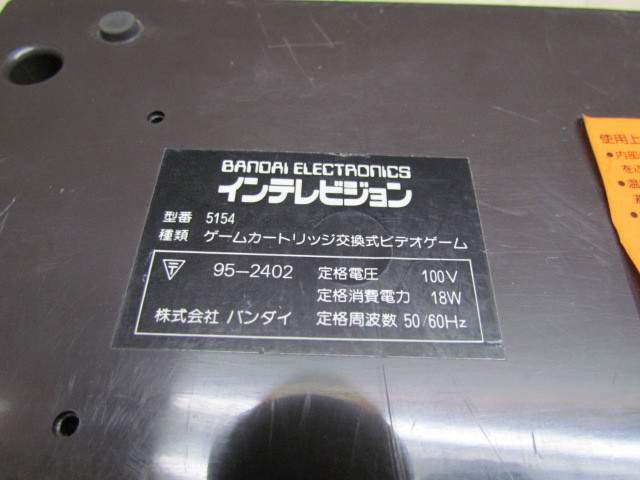 BANDAI ELECTRONICS
インテレビジョン
型番 5154
種類 ゲームカートリッジ交換式ビデオゲーム
〒 95-2402 定格電圧 100V
定格消費電力 18W
株式会社 バンダイ 定格周波数 50/60Hz
使用上
•内部
•温